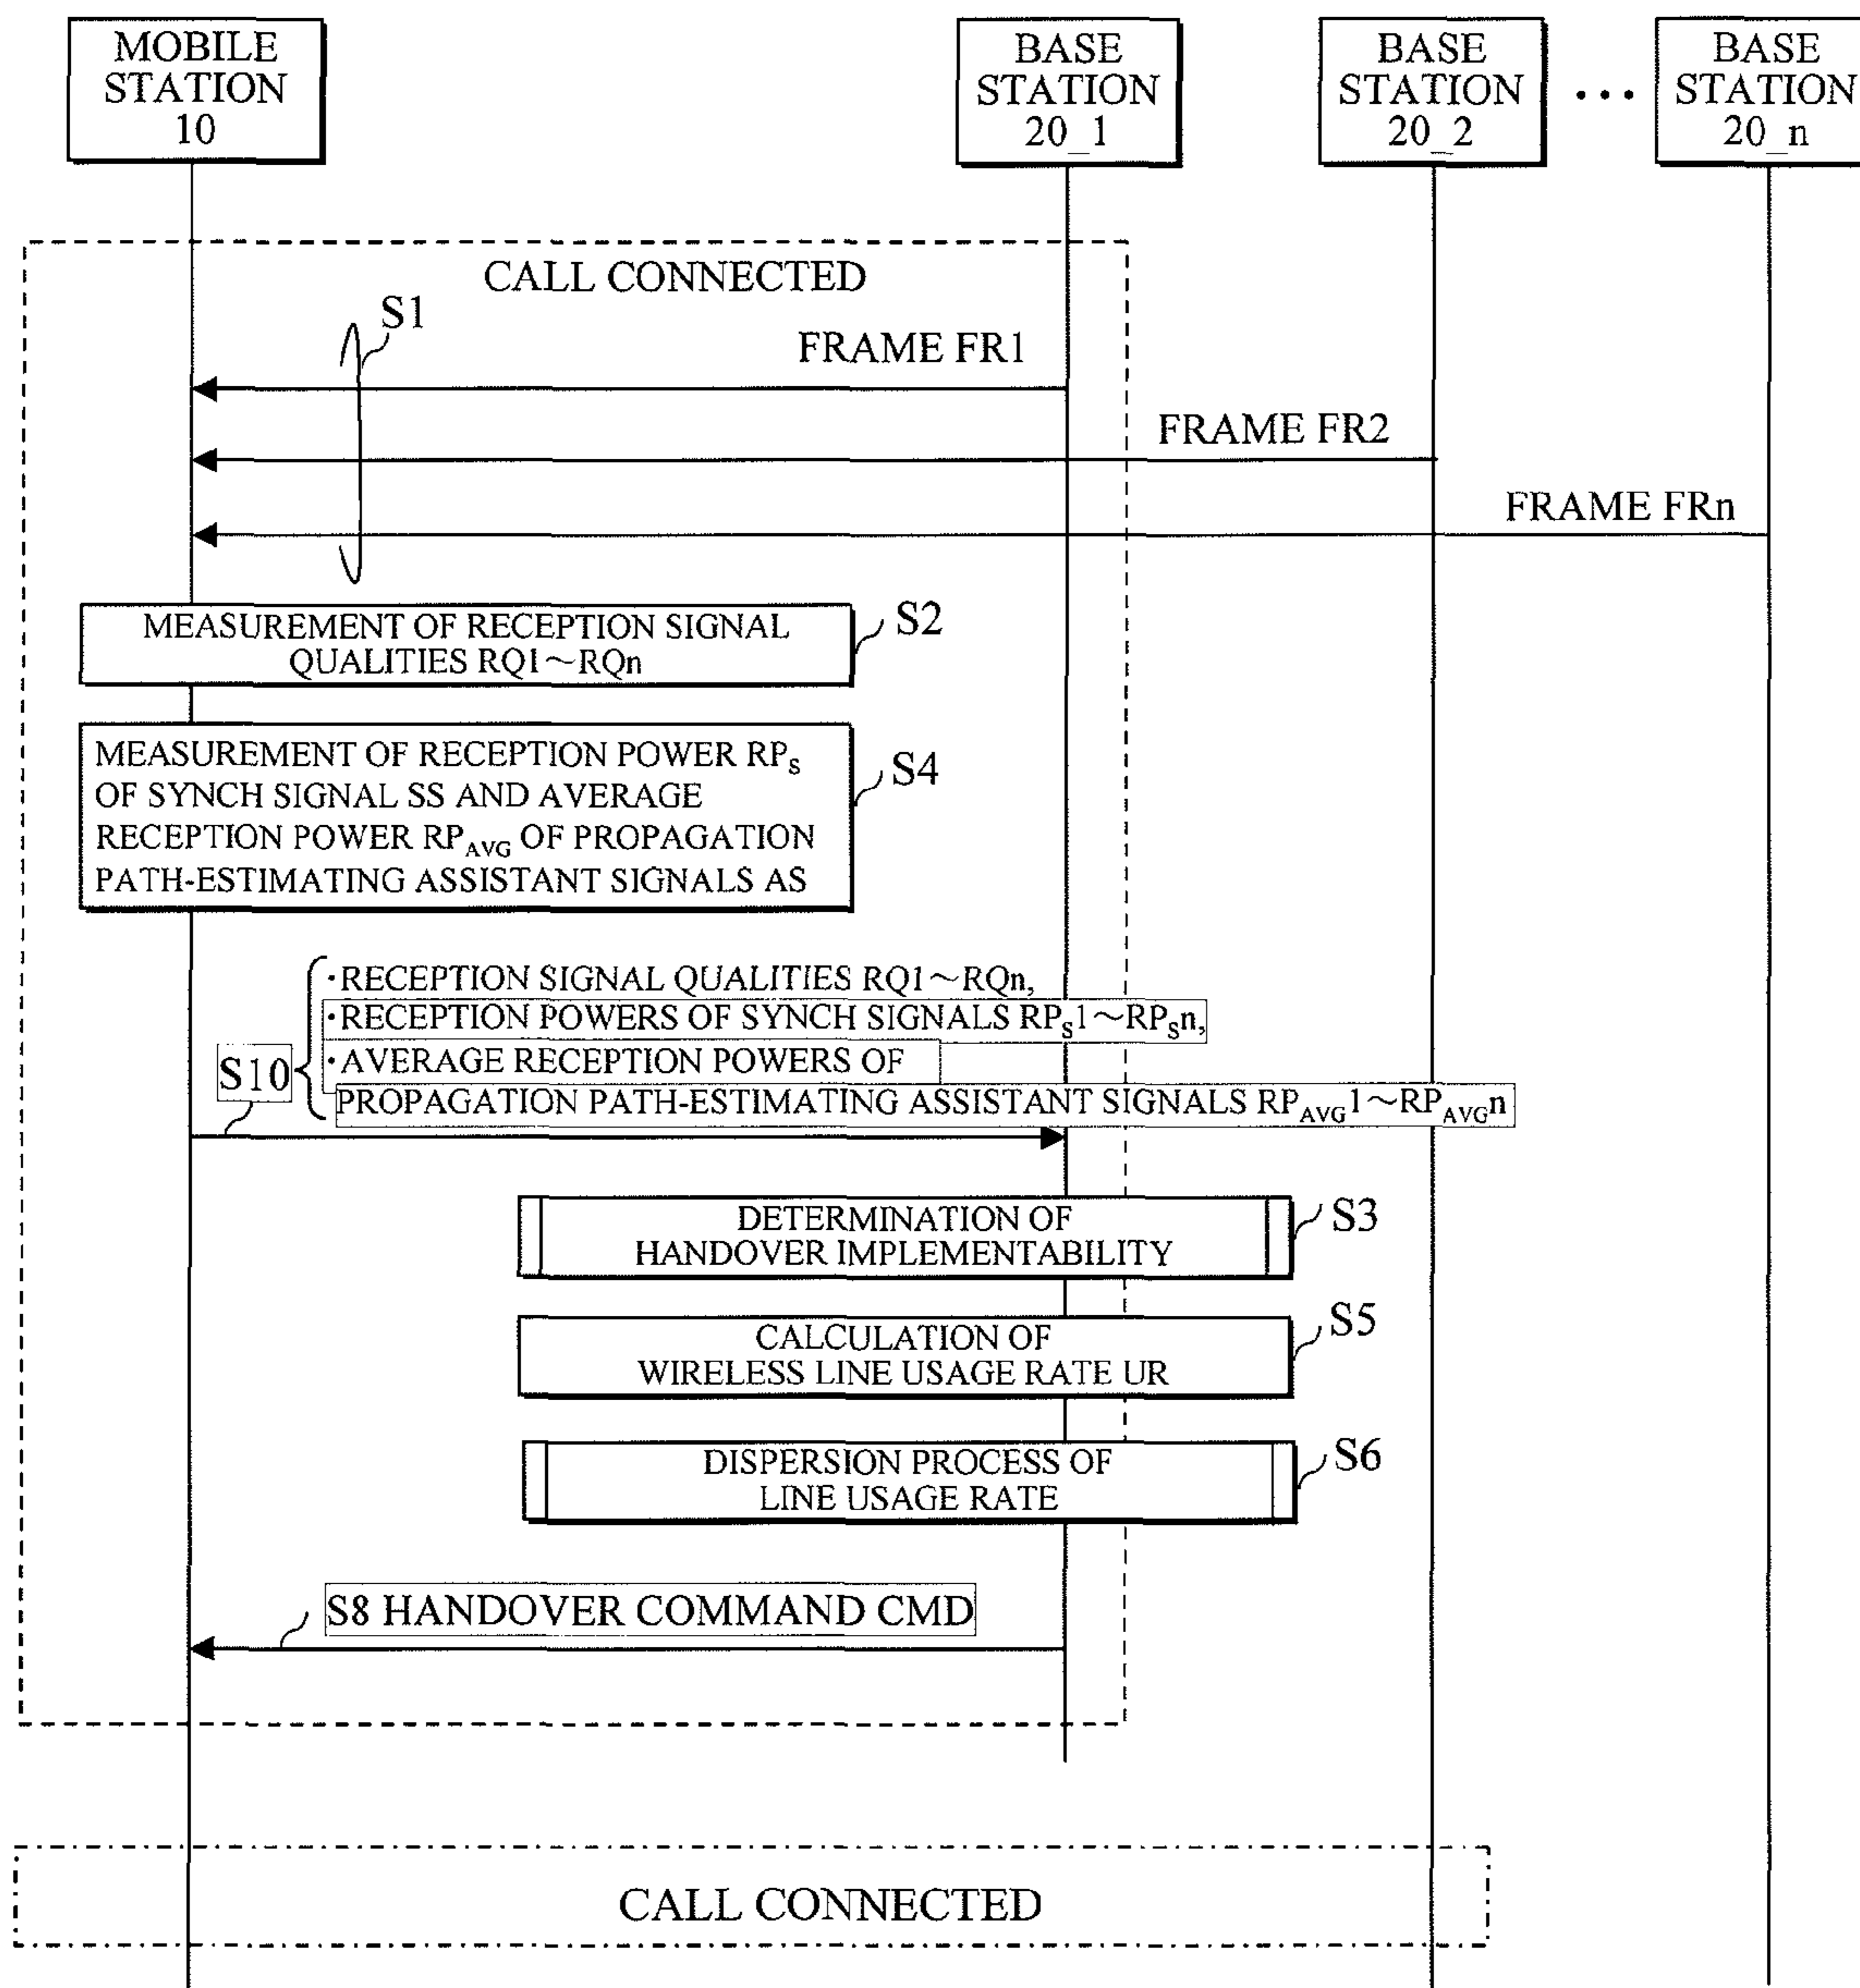 MOBILE
STATION
10
BASE
STATION
20_1
BASE
STATION
20_2
...
BASE
STATION
20_n
CALL CONNECTED
S1
FRAME FR1
FRAME FR2
FRAME FRn
MEASUREMENT OF RECEPTION SIGNAL
QUALITIES RQ1～RQn
S2
MEASUREMENT OF RECEPTION POWER RPS
OF SYNCH SIGNAL SS AND AVERAGE
RECEPTION POWER RPAVG OF PROPAGATION
PATH-ESTIMATING ASSISTANT SIGNALS AS
S4
S10
・RECEPTION SIGNAL QUALITIES RQ1～RQn,
・RECEPTION POWERS OF SYNCH SIGNALS RPS1～RPSn,
・AVERAGE RECEPTION POWERS OF
PROPAGATION PATH-ESTIMATING ASSISTANT SIGNALS RPAVG1～RPAVGn
DETERMINATION OF
HANDOVER IMPLEMENTABILITY
S3
CALCULATION OF
WIRELESS LINE USAGE RATE UR
S5
DISPERSION PROCESS OF
LINE USAGE RATE
S6
S8 HANDOVER COMMAND CMD
CALL CONNECTED